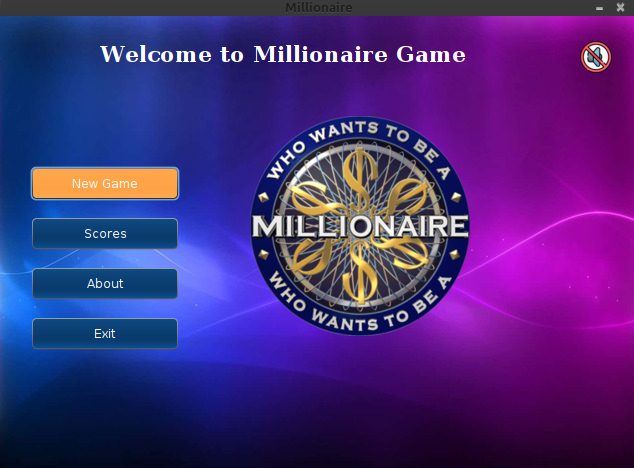 Millionaire
Welcome to Millionaire Game
New Game
Scores
About
Exit
WHO WANTS TO BE A
MILLIONAIRE
WHO WANTS TO BE A